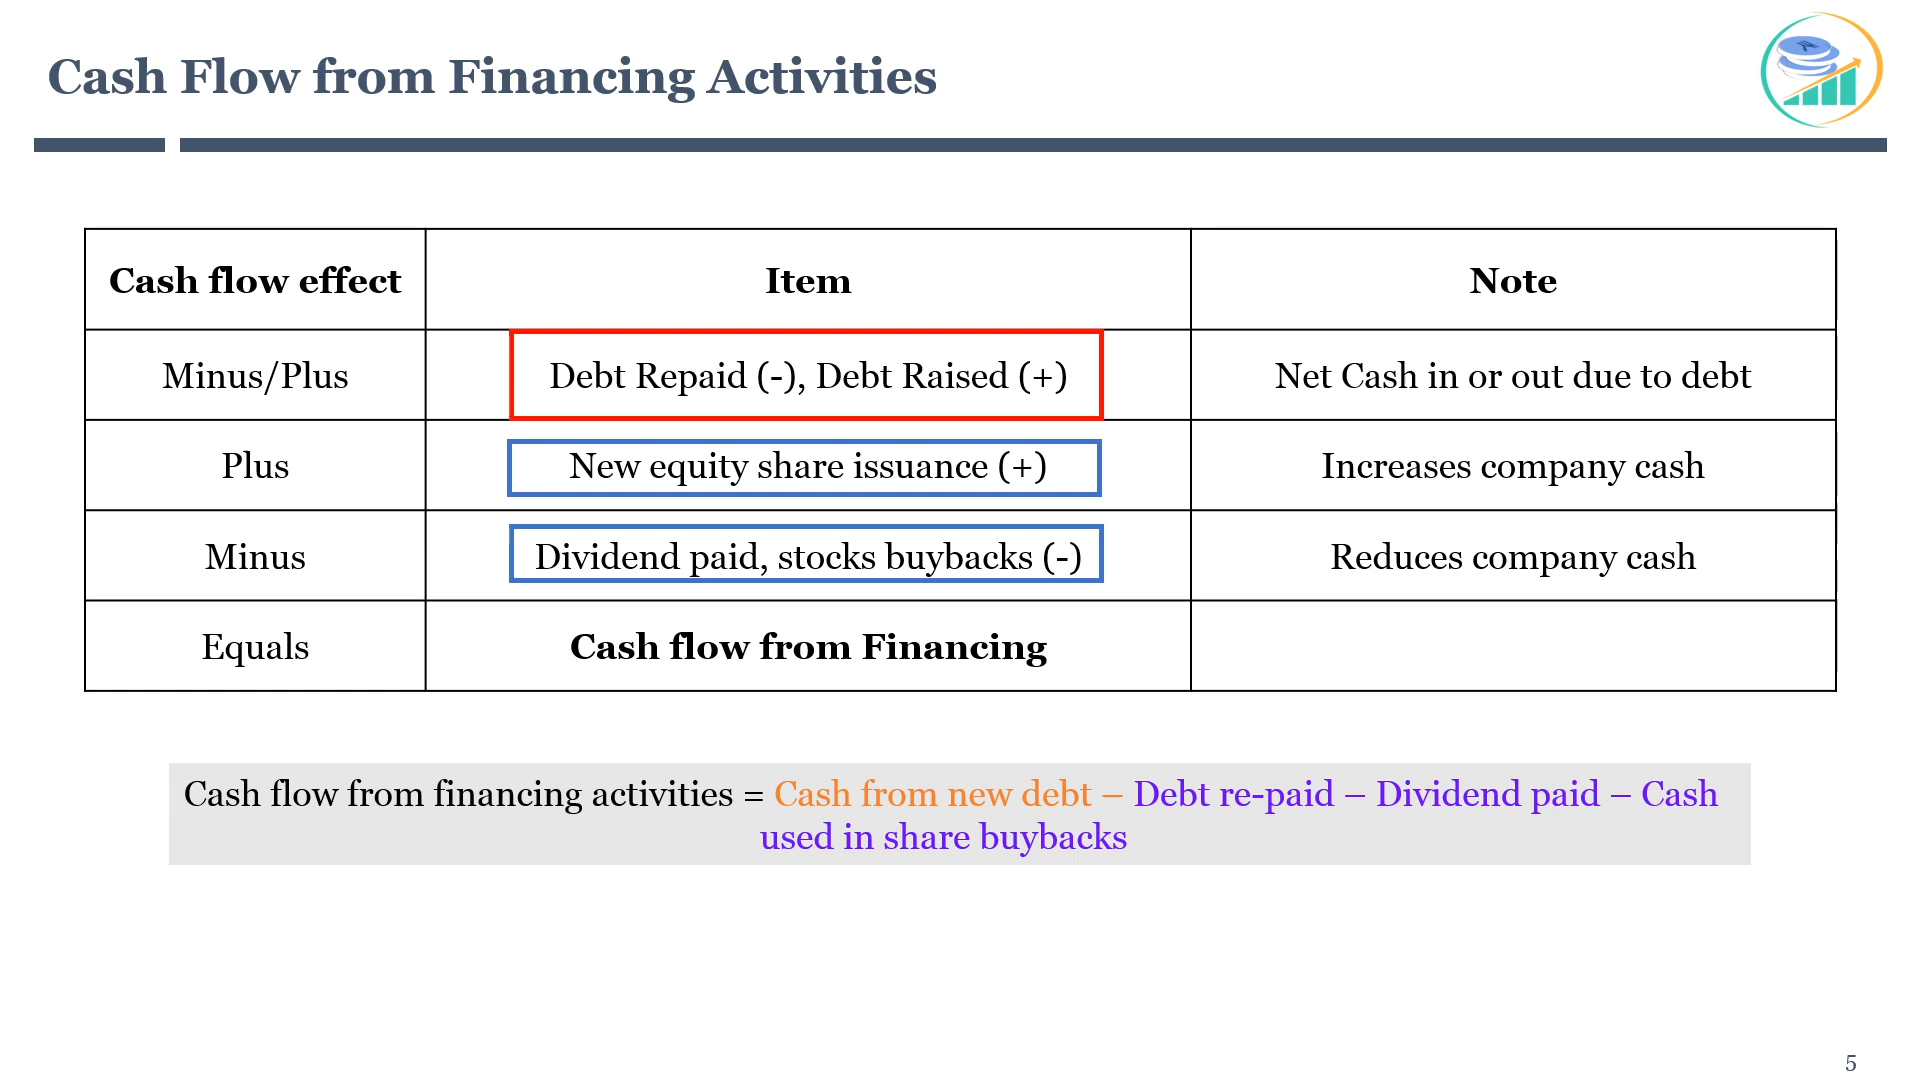 Cash Flow from Financing Activities
Cash flow effect
Item
Note
Minus/Plus
Debt Repaid (-), Debt Raised (+)
Net Cash in or out due to debt
Plus
New equity share issuance (+)
Increases company cash
Minus
Dividend paid, stocks buybacks (-)
Reduces company cash
Equals
Cash flow from Financing
Cash flow from financing activities = Cash from new debt – Debt re-paid – Dividend paid – Cash
used in share buybacks
5